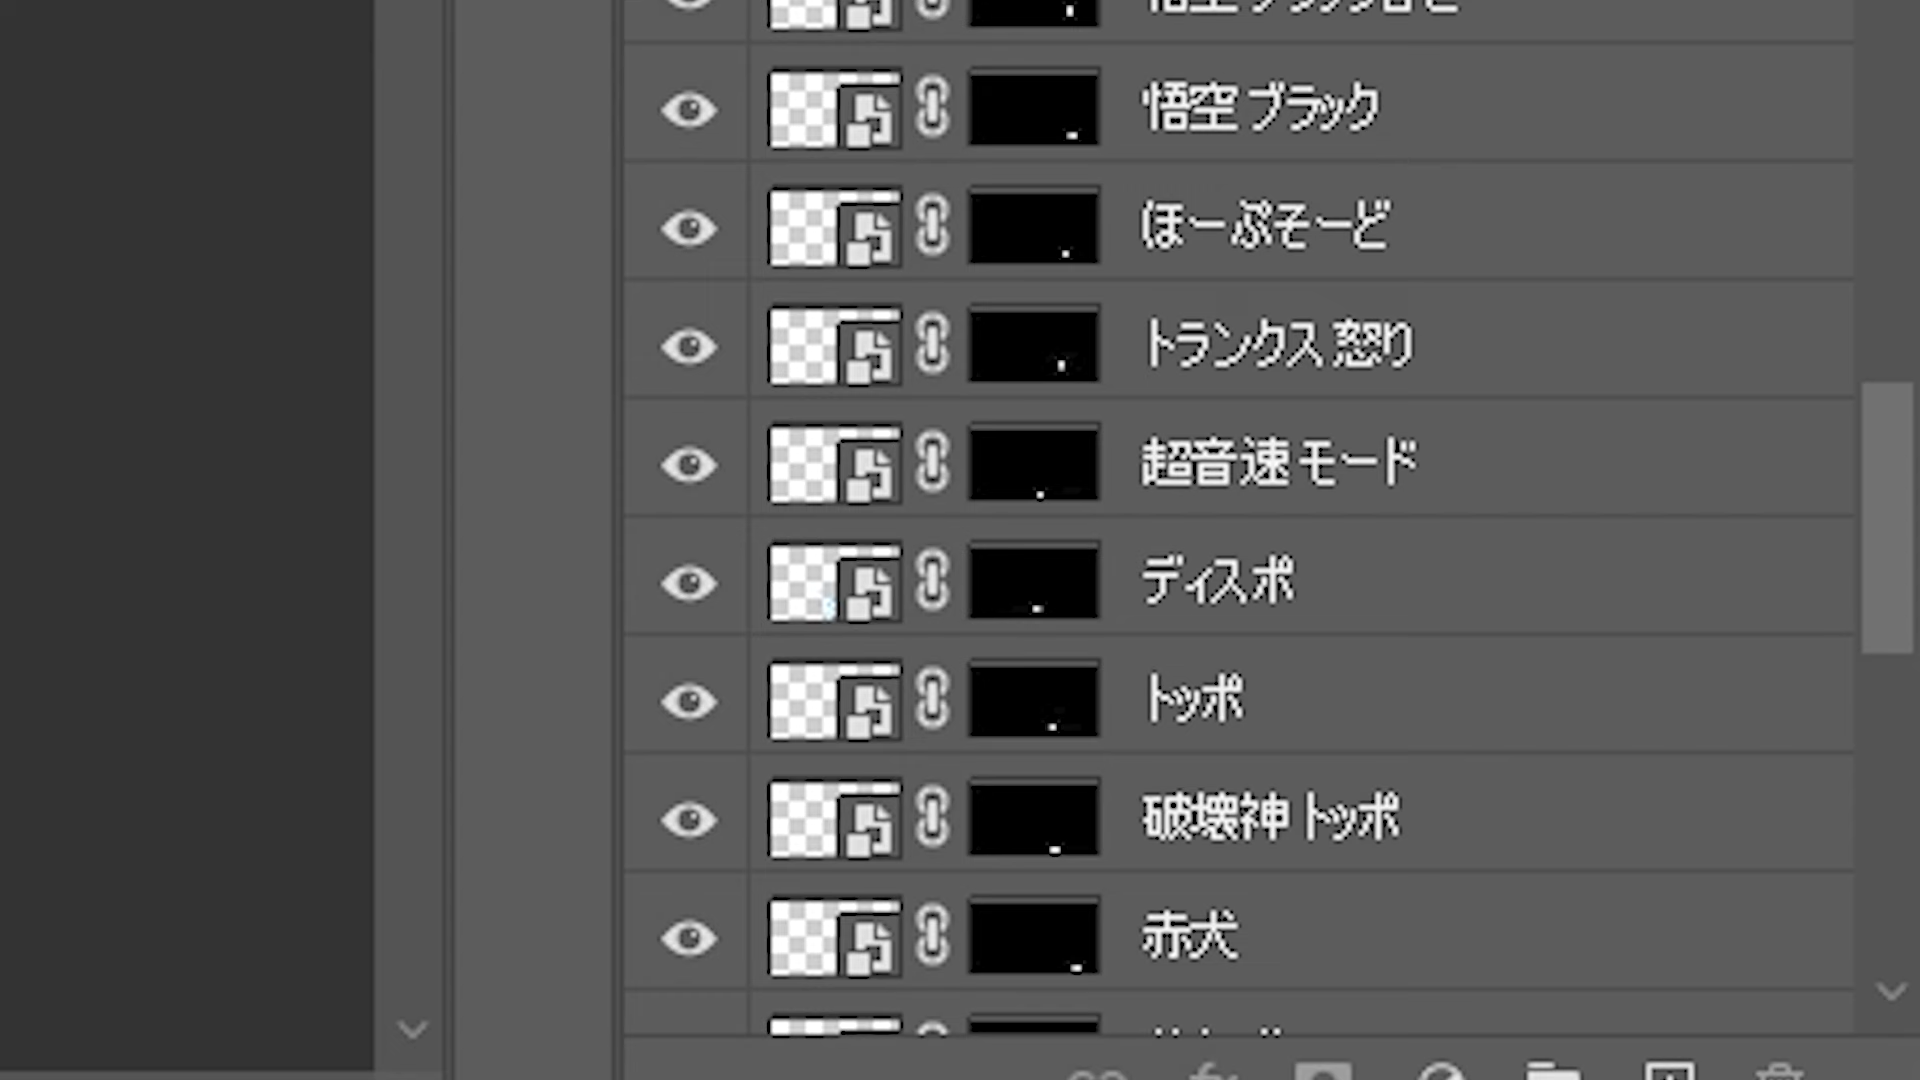 悟空 ブラック
ほーぷそーど
トランクス 怒り
超音速 モード
ディスポ
トッポ
破壊神 トッポ
赤犬